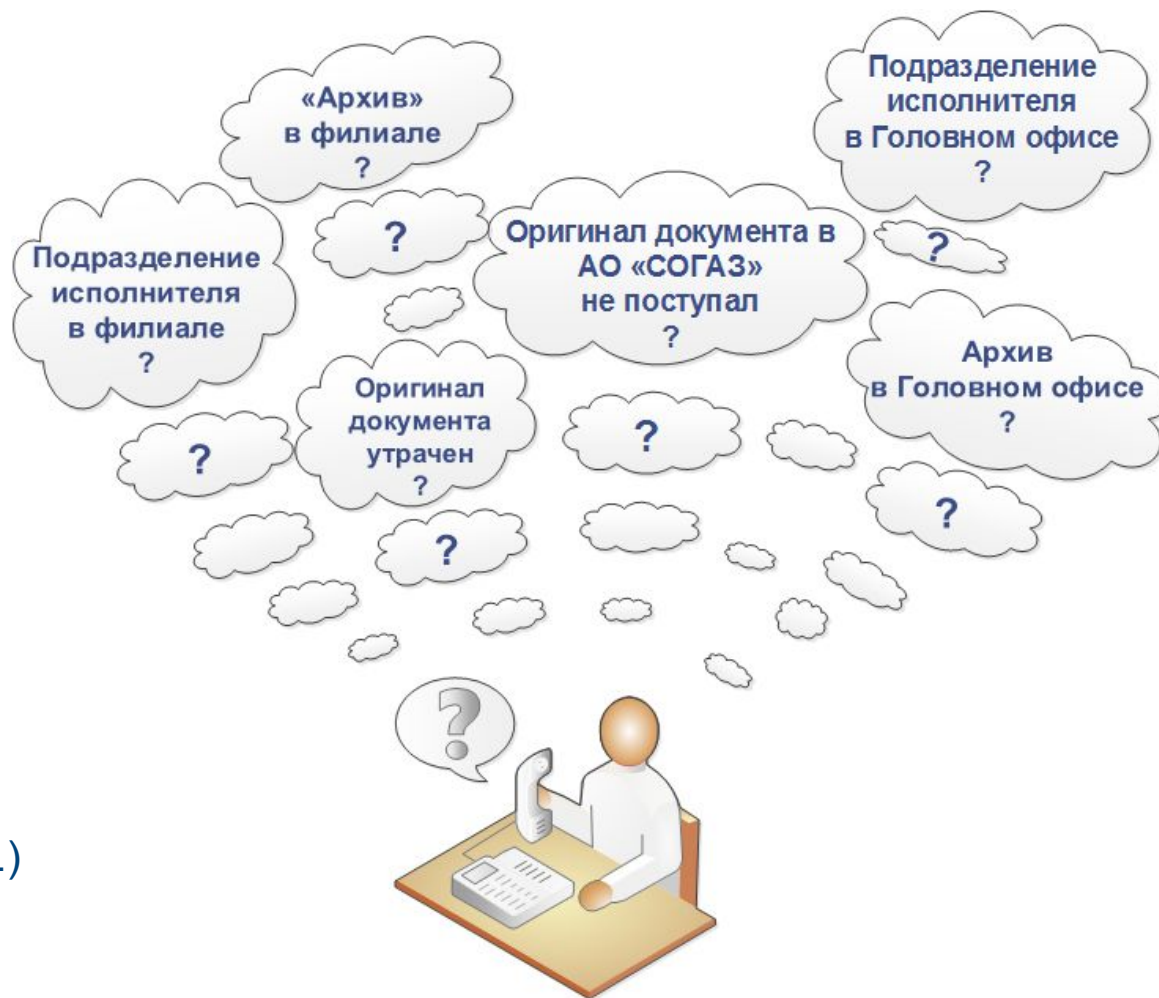 «Архив»
в филиале
?
Подразделение
исполнителя
в Головном офисе
?
Подразделение
исполнителя
в филиале
?
?
Оригинал документа в
АО «СОГАЗ»
не поступал
?
?
Оригинал
документа
утрачен
?
Архив
в Головном офисе
?
?
?
?
?
?
.)